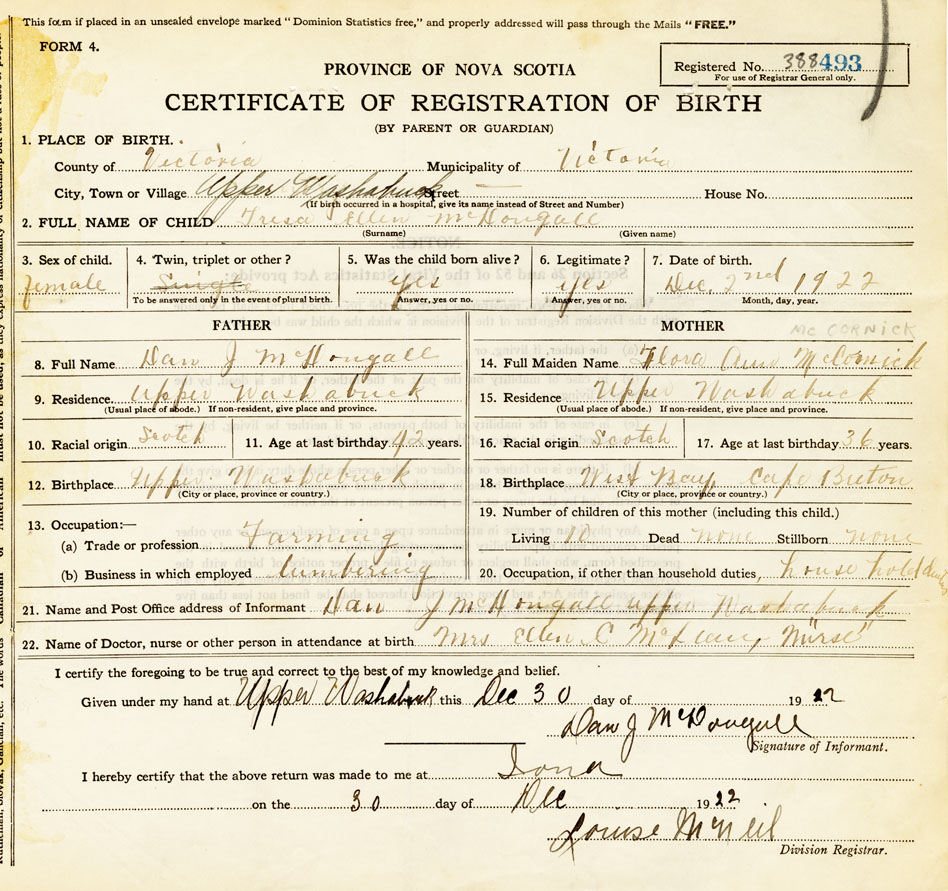 This form if placed in an unsealed envelope marked "Dominion Statistics free," and properly addressed will pass through the Mails "FREE."
FORM 4.
Registered No. 388493
For use of Registrar General only.
PROVINCE OF NOVA SCOTIA
CERTIFICATE OF REGISTRATION OF BIRTH
(BY PARENT OR GUARDIAN)
1. PLACE OF BIRTH.
County of Victoria Municipality of Victoria
City, Town or Village Upper Washabuck Street — House No.
(If birth occurred in a hospital, give its name instead of Street and Number)
2. FULL NAME OF CHILD Tresa Ellen McDougall
(Surname) (Given name)
3. Sex of child. 4. Twin, triplet or other? 5. Was the child born alive? 6. Legitimate? 7. Date of birth.
female Single yes yes Dec, 2nd 1922
To be answered only in the event of plural birth. Answer, yes or no. Answer, yes or no. Month, day, year.
FATHER MOTHER
MC CORNICK
8. Full Name Dan J McDougall 14. Full Maiden Name Flora Ann McCornick
9. Residence. Upper Washabuck 15. Residence Upper Washabuck
(Usual place of abode.) If non-resident, give place and province. (Usual place of abode.) If non-resident, give place and province.
10. Racial origin Scotch 11. Age at last birthday 42 years. 16. Racial origin Scotch 17. Age at last birthday 36 years.
12. Birthplace Upper Washabuck 18. Birthplace West Bay, Cape Breton
(City or place, province or country.) (City or place, province or country.)
13. Occupation:— 19. Number of children of this mother (including this child.)
(a) Trade or profession Farming Living 10 Dead none Stillborn none
(b) Business in which employed lumbering 20. Occupation, if other than household duties, house hold duties
21. Name and Post Office address of Informant Dan J McDougall Upper Washabuck
22. Name of Doctor, nurse or other person in attendance at birth Mrs Ellen C McLean, "Nurse"
I certify the foregoing to be true and correct to the best of my knowledge and belief.
Given under my hand at Upper Washabuck this Dec 30 day of 1922
Dan J McDougall
Signature of Informant.
I hereby certify that the above return was made to me at Iona
on the 30 day of Dec 1922
Louise McNeil
Division Registrar.